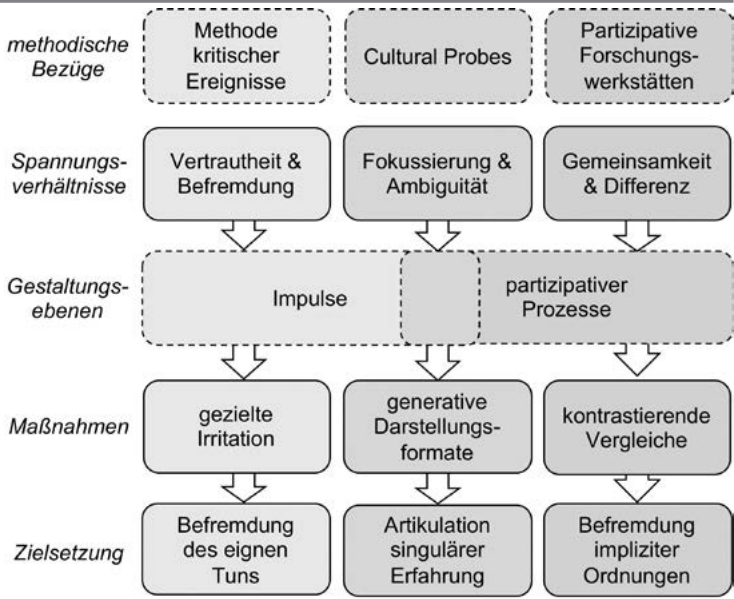 methodische
Bezüge
Methode
kritischer
Ereignisse
Cultural Probes
Partizipative
Forschungs-
werkstätten
Spannungs-
verhältnisse
Vertrautheit &
Befremdung
Fokussierung &
Ambiguität
Gemeinsamkeit
& Differenz
Gestaltungs-
ebenen
Impulse
partizipativer
Prozesse
Maßnahmen
gezielte
Irritation
generative
Darstellungs-
formate
kontrastierende
Vergleiche
Zielsetzung
Befremdung
des eignen
Tuns
Artikulation
singulärer
Erfahrung
Befremdung
impliziter
Ordnungen